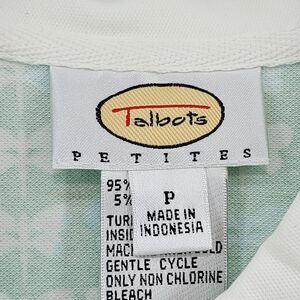 Talbots
PETITES
95%
5%
P
MADE IN
INDONESIA
TUR
INSID
MAC
GENTLE CYCLE
ONLY NON CHLORINE
BLEACH